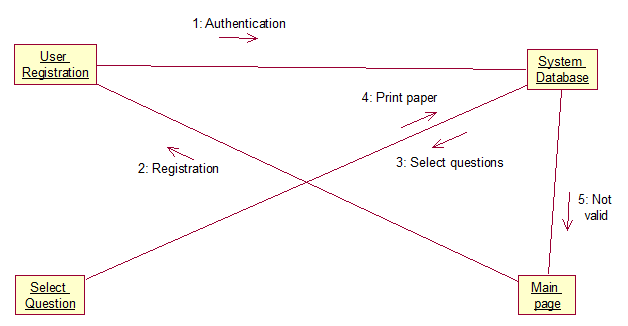 1: Authentication
User
Registration
System
Database
4: Print paper
3: Select questions
2: Registration
5: Not
valid
Select
Question
Main
page